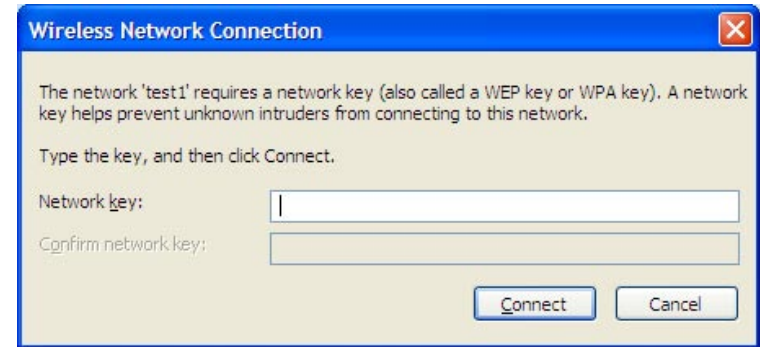 Wireless Network Connection
The network 'test1' requires a network key (also called a WEP key or WPA key). A network
key helps prevent unknown intruders from connecting to this network.
Type the key, and then click Connect.
Network key:
Confirm network key:
Connect Cancel